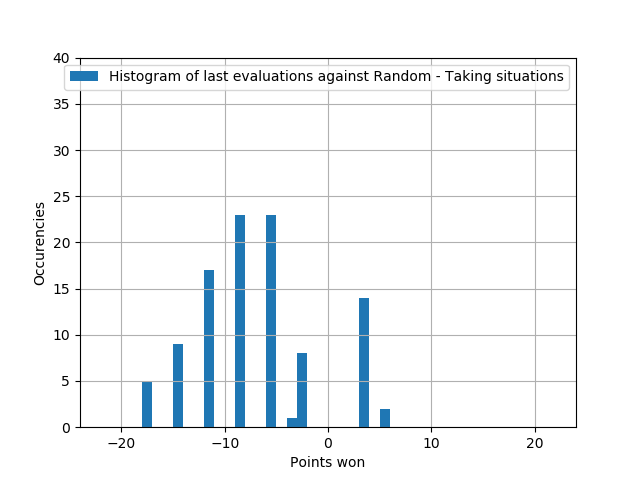 Histogram of last evaluations against Random - Taking situations
Occurencies
40
35
30
25
20
15
10
5
0
−20 −10 0 10 20
Points won